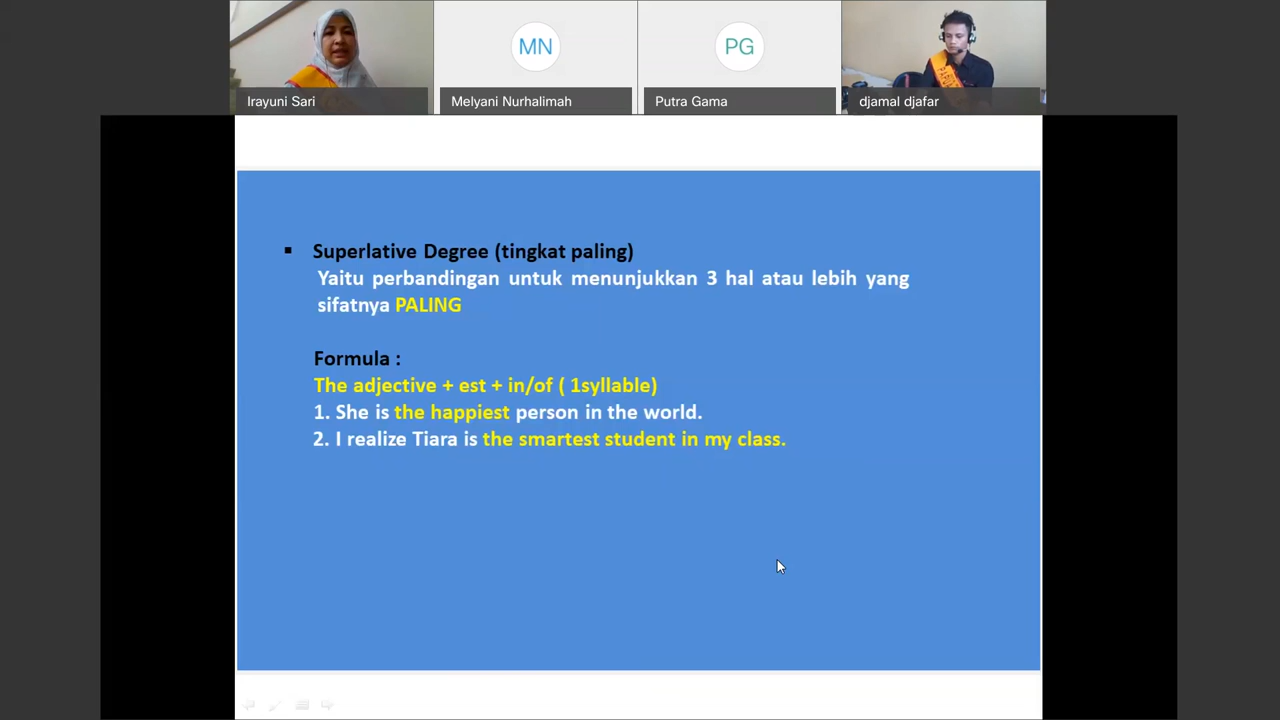 MN
PG
Irayuni Sari
Melyani Nurhalimah
Putra Gama
djamal djafar
▪ Superlative Degree (tingkat paling)
Yaitu perbandingan untuk menunjukkan 3 hal atau lebih yang
sifatnya PALING
Formula :
The adjective + est + in/of ( 1syllable)
1. She is the happiest person in the world.
2. I realize Tiara is the smartest student in my class.